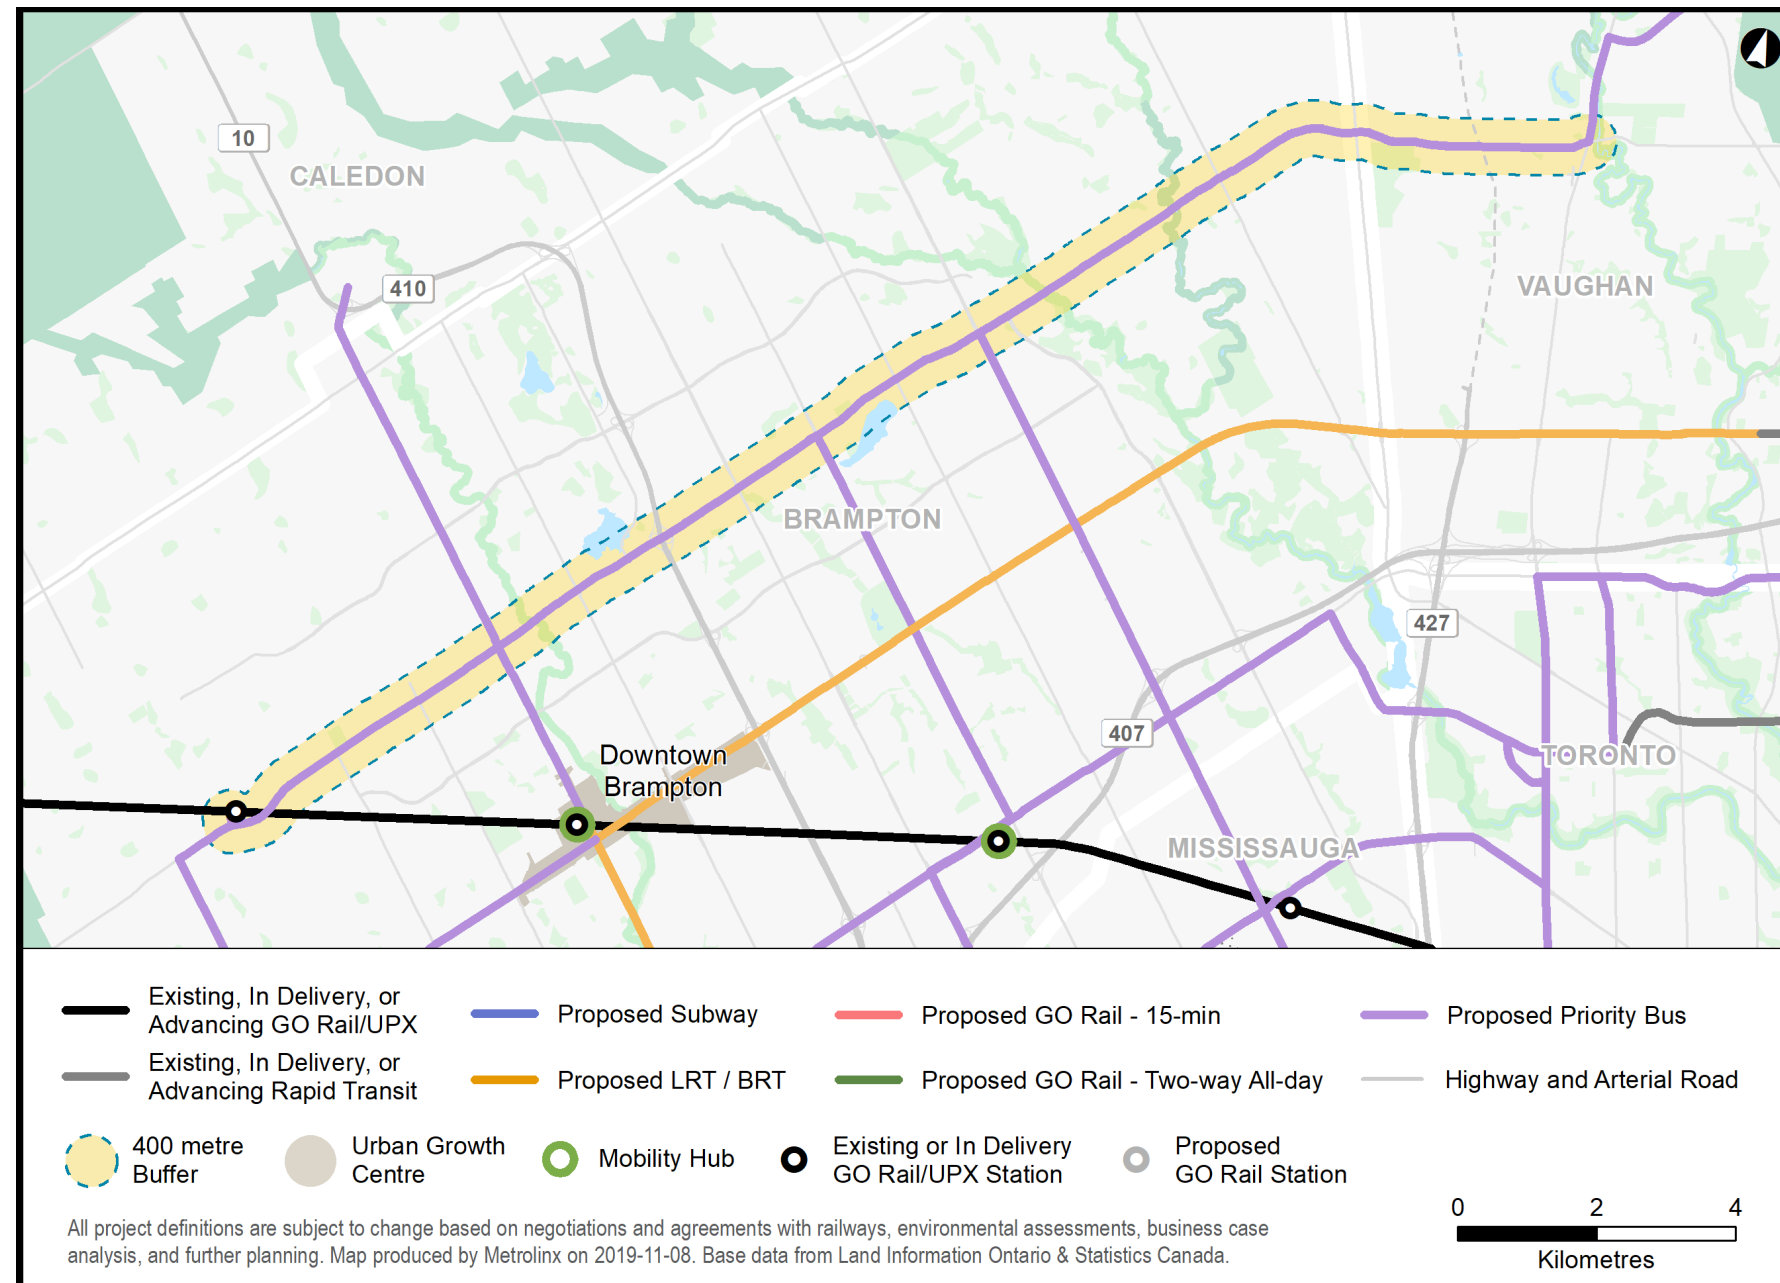 10
CALEDON
410
VAUGHAN
BRAMPTON
427
407
Downtown
Brampton
TORONTO
MISSISSAUGA
Existing, In Delivery, or
Advancing GO Rail/UPX
Proposed Subway
Proposed GO Rail - 15-min
Proposed Priority Bus
Existing, In Delivery, or
Advancing Rapid Transit
Proposed LRT / BRT
Proposed GO Rail - Two-way All-day
Highway and Arterial Road
400 metre
Buffer
Urban Growth
Centre
Mobility Hub
Existing or In Delivery
GO Rail/UPX Station
Proposed
GO Rail Station
0 2 4
Kilometres
All project definitions are subject to change based on negotiations and agreements with railways, environmental assessments, business case
analysis, and further planning. Map produced by Metrolinx on 2019-11-08. Base data from Land Information Ontario & Statistics Canada.